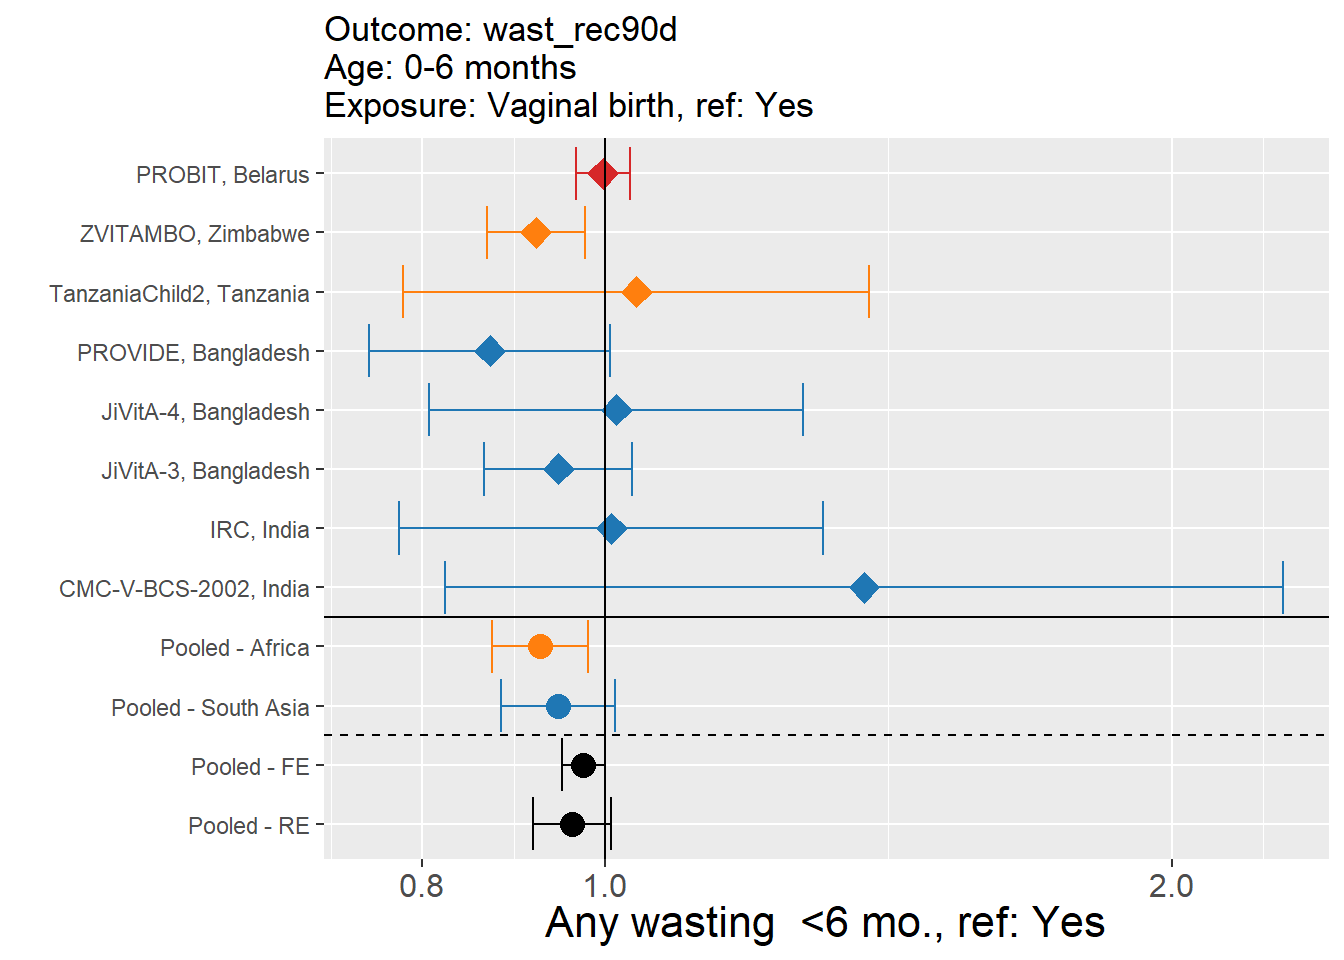 Outcome: wast_rec90d
Age: 0-6 months
Exposure: Vaginal birth, ref: Yes
PROBIT, Belarus
ZVITAMBO, Zimbabwe
TanzaniaChild2, Tanzania
PROVIDE, Bangladesh
JiVitA-4, Bangladesh
JiVitA-3, Bangladesh
IRC, India
CMC-V-BCS-2002, India
Pooled - Africa
Pooled - South Asia
Pooled - FE
Pooled - RE
0.8 1.0 2.0
Any wasting  <6 mo., ref: Yes